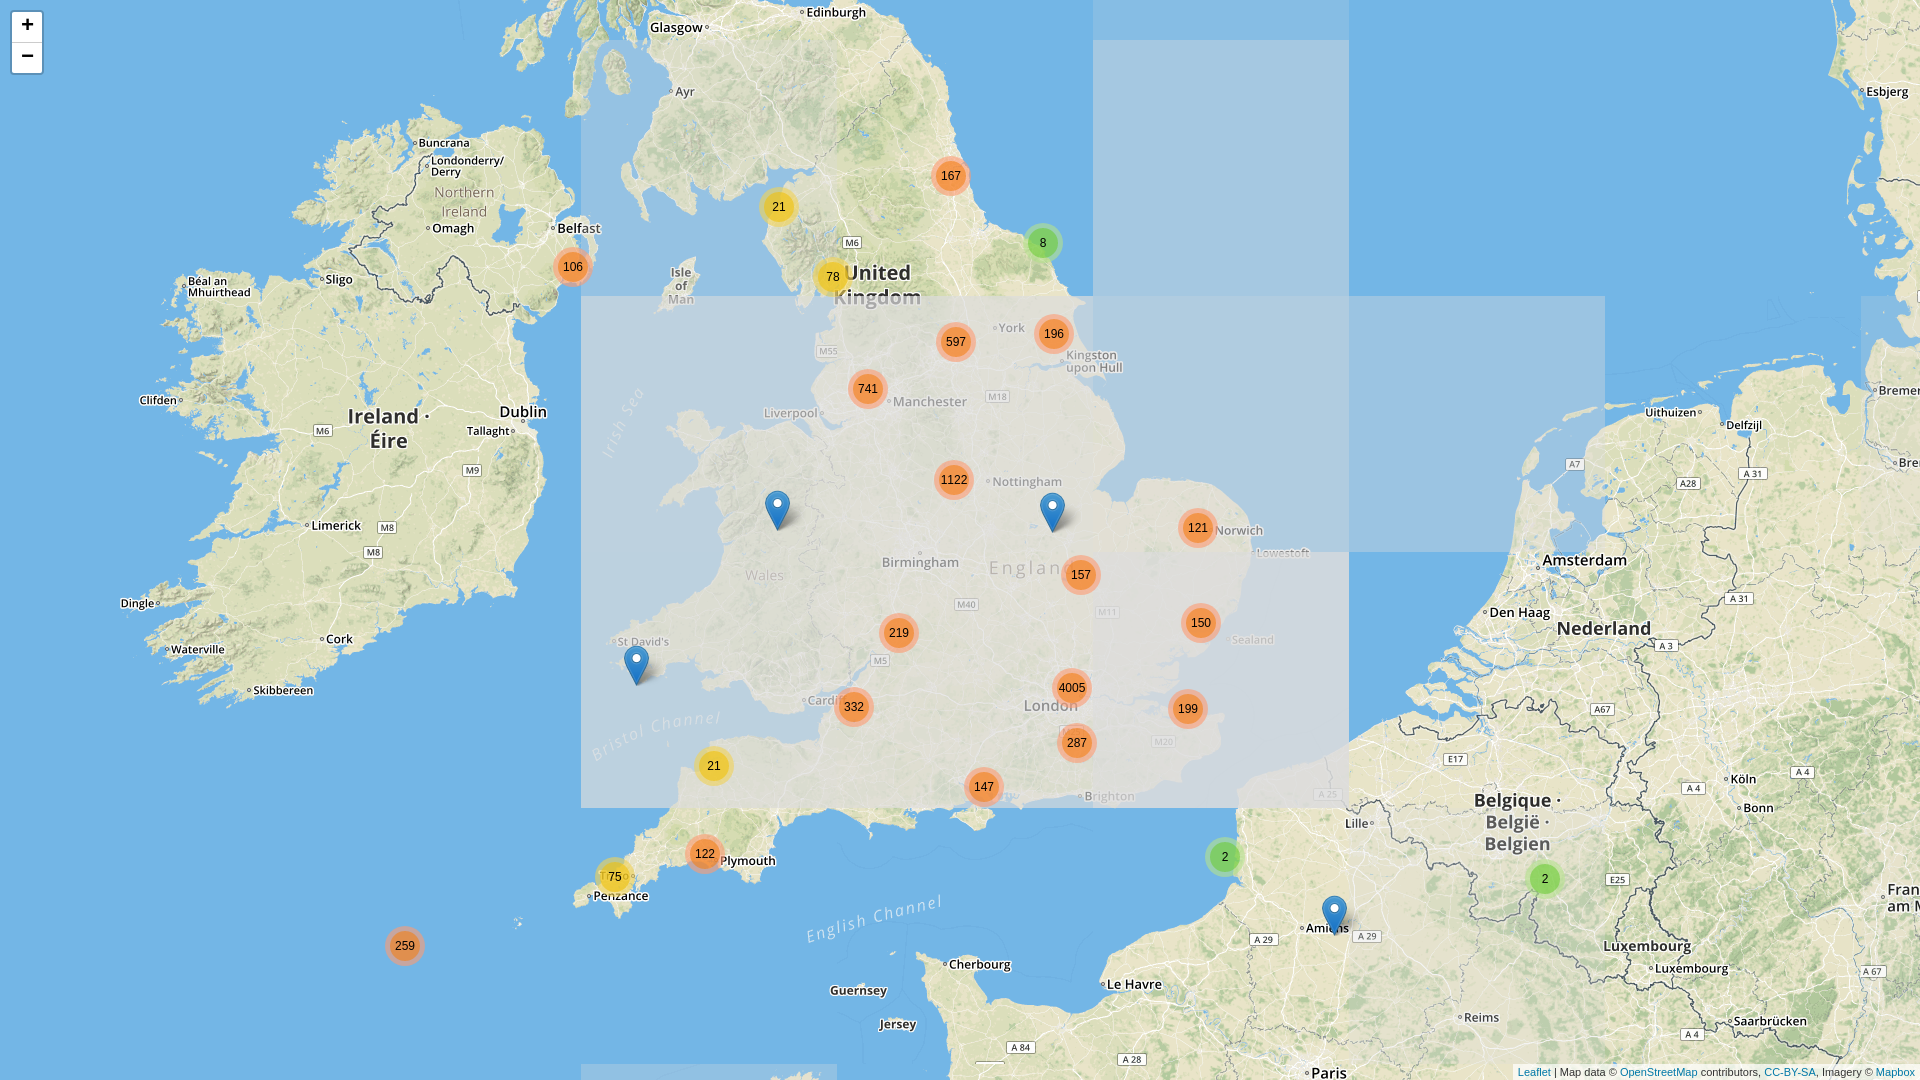 +
−
Glasgow
Edinburgh
Ayr
Esbjerg
Buncrana
Londonderry/
Derry
Northern
Ireland
Omagh
Belfast
167
21
8
M6
106
78
United
Kingdom
Isle
of
Man
Sligo
Béal an
Mhuirthead
York
196
597
M55
Kingston
upon Hull
741
Manchester
M18
Liverpool
Irish Sea
Clifden
Ireland ·
Éire
M6
Dublin
Tallaght
M9
Uithuizen
Delfzijl
Bremer
Bre
A7
A 31
A28
1122
Nottingham
121
Norwich
Lowestoft
Limerick
M8
M8
Birmingham
Wales
Englan
157
Amsterdam
A 31
M40
M11
Dingle
Den Haag
Nederland
150
Sealand
219
A 3
Cork
Waterville
St David's
M5
Skibbereen
4005
London
Cardiff
332
199
A67
Bristol Channel
287
M20
E17
21
147
Brighton
A 25
Köln
A 4
A 4
Bonn
Belgique ·
België ·
Belgien
Lille
122
Plymouth
2
75
Penzance
2
E25
Fran
am M
English Channel
Amiens
A 29
A 29
259
Luxembourg
Luxembourg
A 67
Cherbourg
Le Havre
Guernsey
Jersey
Reims
Saarbrücken
A 84
A 28
A 4
Paris
Leaflet | Map data © OpenStreetMap contributors, CC-BY-SA, Imagery © Mapbox